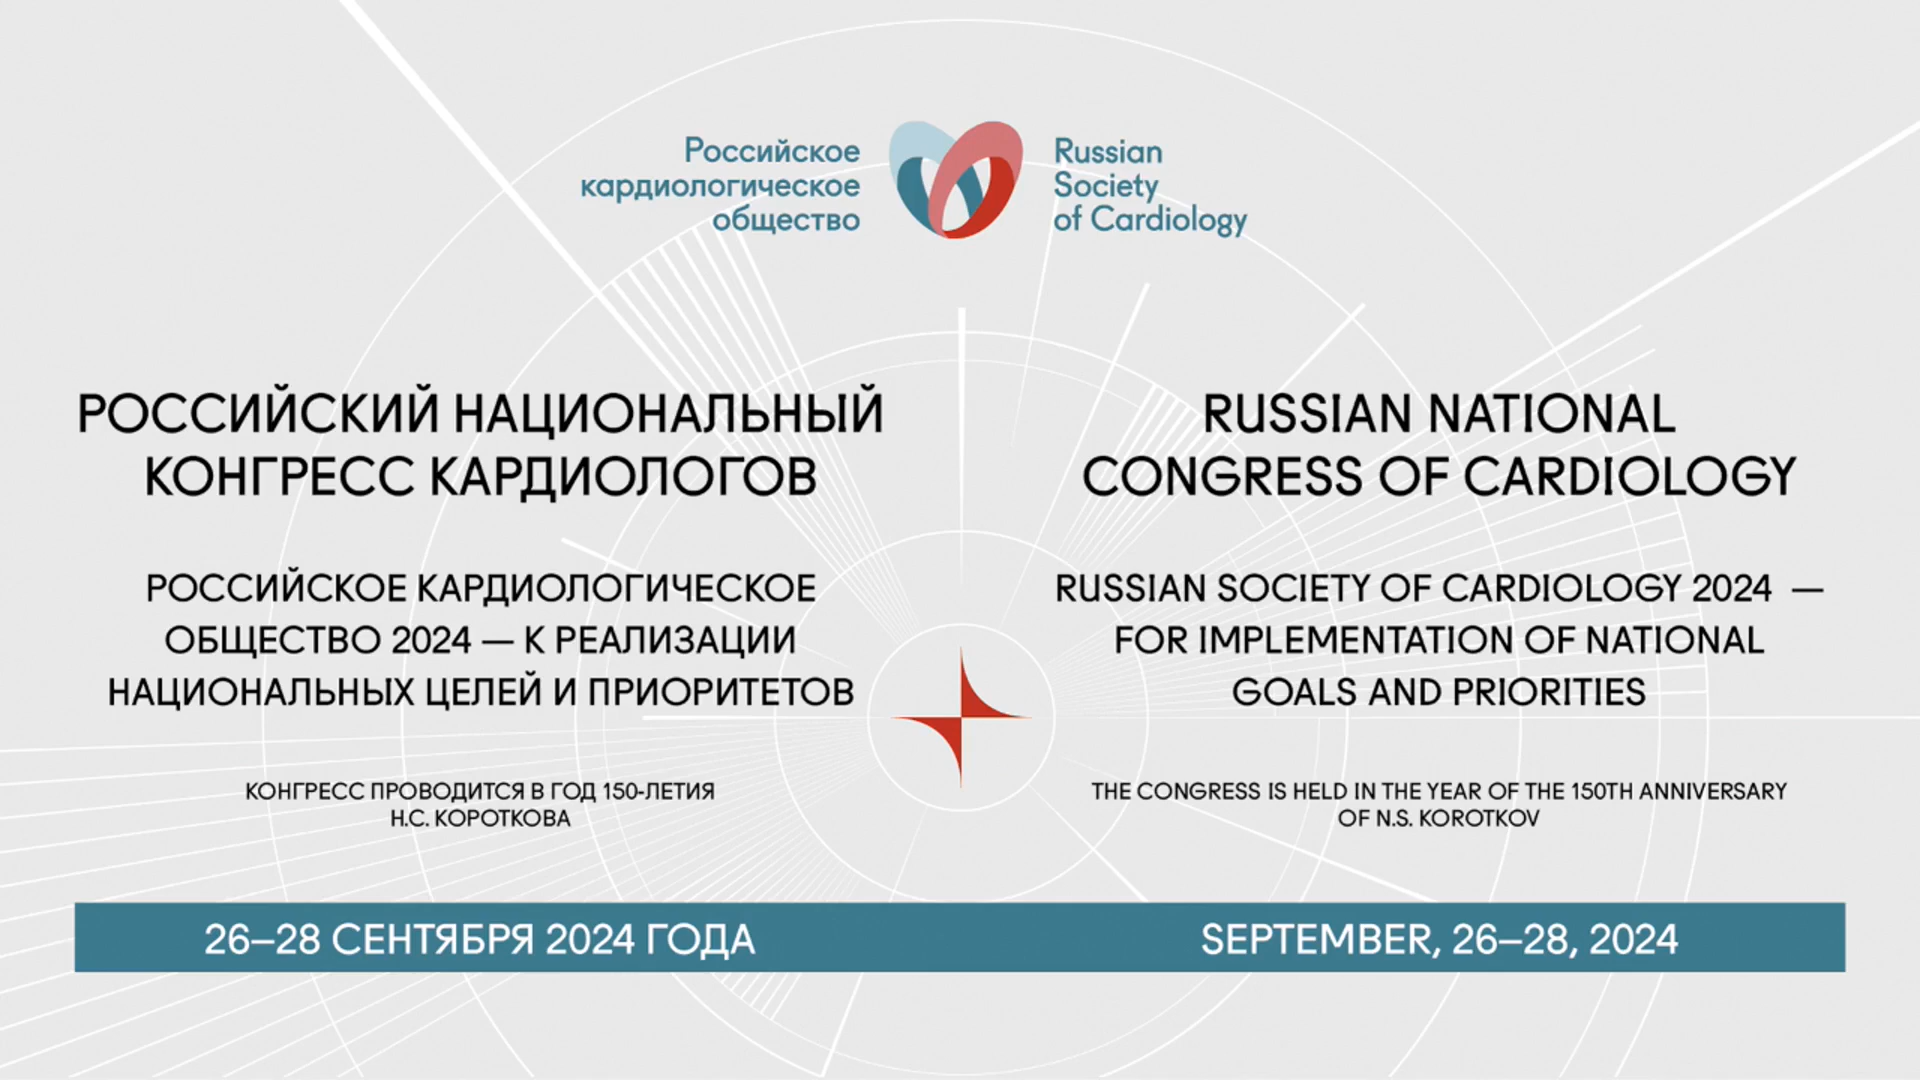 Российское
кардиологическое
общество
Russian
Society
of Cardiology
РОССИЙСКИЙ НАЦИОНАЛЬНЫЙ
КОНГРЕСС КАРДИОЛОГОВ
РОССИЙСКОЕ КАРДИОЛОГИЧЕСКОЕ
ОБЩЕСТВО 2024 — К РЕАЛИЗАЦИИ
НАЦИОНАЛЬНЫХ ЦЕЛЕЙ И ПРИОРИТЕТОВ
КОНГРЕСС ПРОВОДИТСЯ В ГОД 150-ЛЕТИЯ
Н.С. КОРОТКОВА
26–28 СЕНТЯБРЯ 2024 ГОДА
RUSSIAN NATIONAL
CONGRESS OF CARDIOLOGY
RUSSIAN SOCIETY OF CARDIOLOGY 2024 —
FOR IMPLEMENTATION OF NATIONAL
GOALS AND PRIORITIES
THE CONGRESS IS HELD IN THE YEAR OF THE 150TH ANNIVERSARY
OF N.S. KOROTKOV
SEPTEMBER, 26–28, 2024